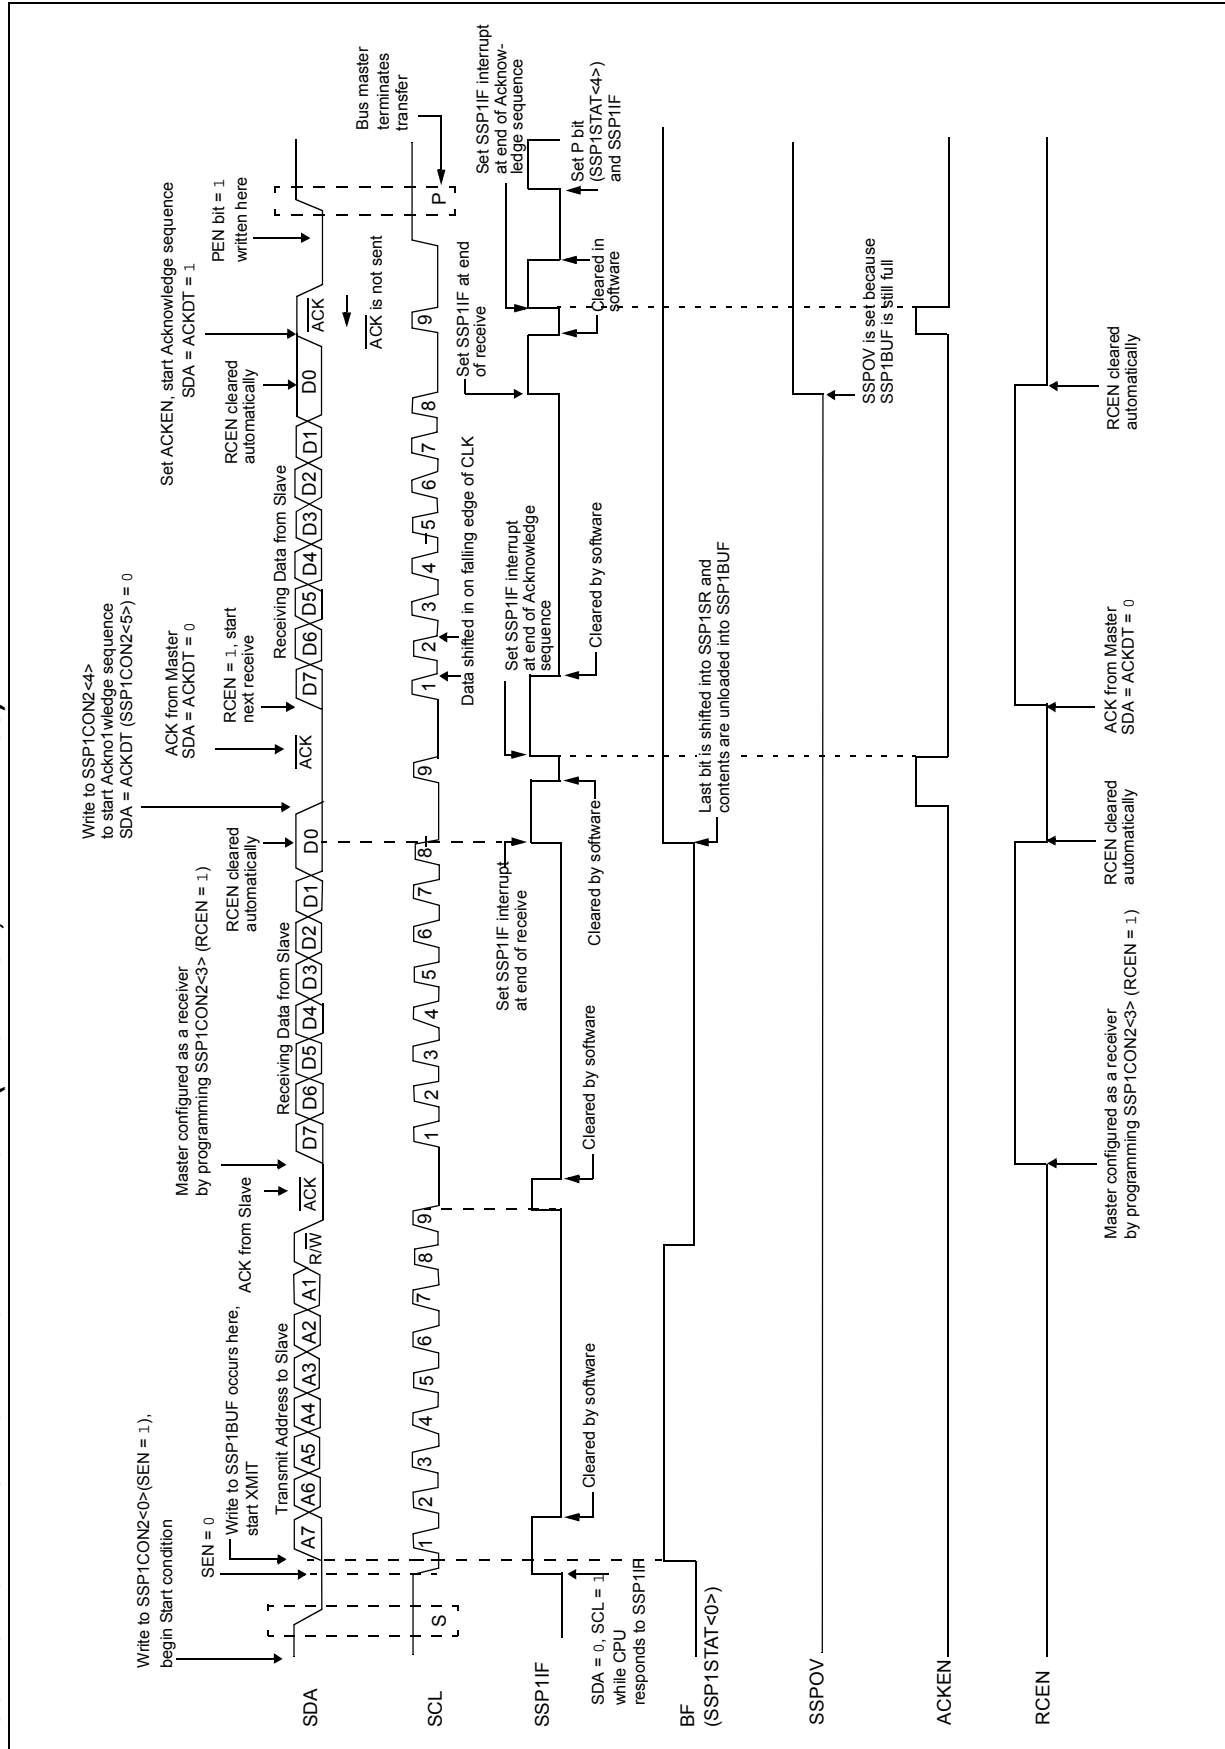 Write to SSP1CON2<0>(SEN = 1),
begin Start condition
SEN = 0
Write to SSP1BUF occurs here,
start XMIT
ACK from Slave
Master configured as a receiver
by programming SSP1CON2<3> (RCEN = 1)
RCEN cleared
automatically
Write to SSP1CON2<4>
to start Ackno1wledge sequence
SDA = ACKDT (SSP1CON2<5>) = 0
ACK from Master
SDA = ACKDT = 0
RCEN = 1, start
next receive
RCEN cleared
automatically
Set ACKEN, start Acknowledge sequence
SDA = ACKDT = 1
PEN bit = 1
written here
Transmit Address to Slave
Receiving Data from Slave
Receiving Data from Slave
SDA
A7 A6 A5 A4 A3 A2 A1 R/W ACK D7 D6 D5 D4 D3 D2 D1 D0 ACK D7 D6 D5 D4 D3 D2 D1 D0 ACK
ACK is not sent
Bus master
terminates
transfer
SCL
S 1 2 3 4 5 6 7 8 9 1 2 3 4 5 6 7 8 9 1 2 3 4 5 6 7 8 9 P
Data shifted in on falling edge of CLK
Set SSP1IF interrupt
at end of receive
Set SSP1IF interrupt
at end of Acknowledge
sequence
Set SSP1IF at end
of receive
Set SSP1IF interrupt
at end of Acknow-
ledge sequence
SSP1IF
SDA = 0, SCL = 1
while CPU
responds to SSP1IF
Cleared by software
Cleared by software
Cleared by software
Cleared by software
Cleared in
software
Set P bit
(SSP1STAT<4>)
and SSP1IF
BF
(SSP1STAT<0>)
Last bit is shifted into SSP1SR and
contents are unloaded into SSP1BUF
SSPOV
SSPOV is set because
SSP1BUF is still full
ACKEN
RCEN
Master configured as a receiver
by programming SSP1CON2<3> (RCEN = 1)
RCEN cleared
automatically
ACK from Master
SDA = ACKDT = 0
RCEN cleared
automatically